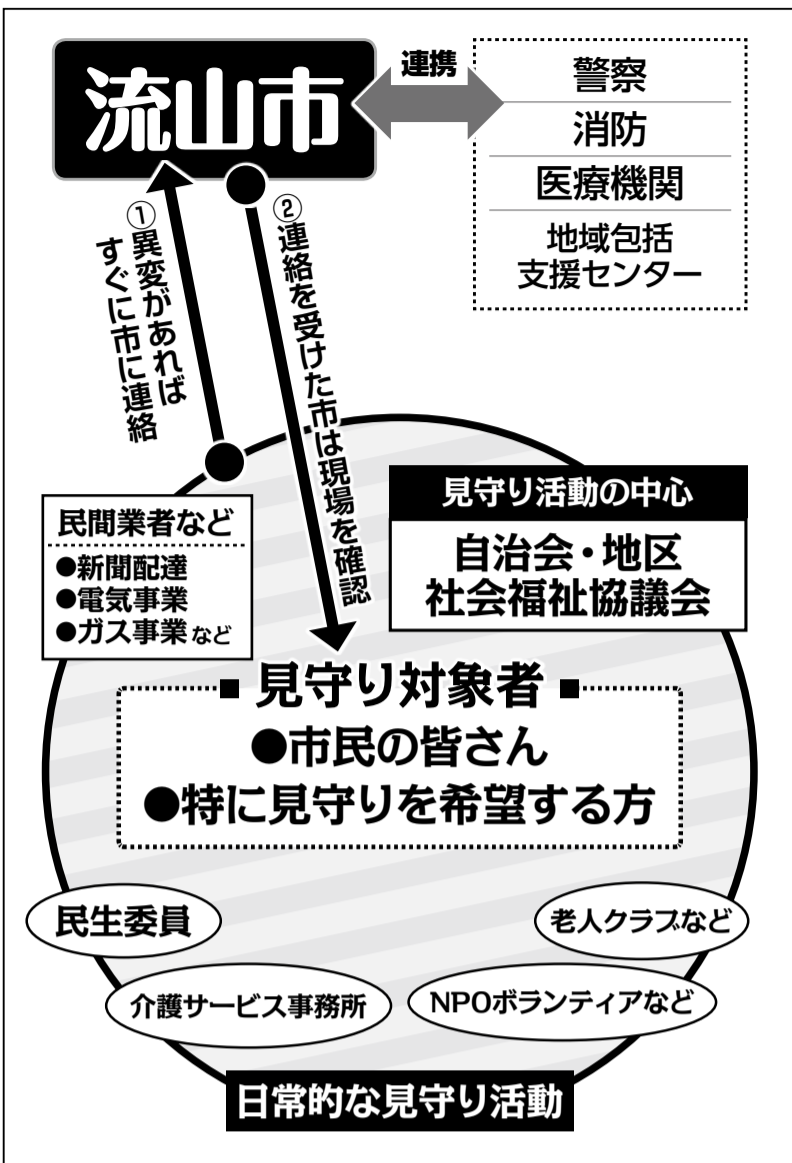 流山市
連携
警察
消防
医療機関
地域包括
支援センター
①異変があれば
すぐに市に連絡
②連絡を受けた市は現場を確認
民間業者など
●新聞配達
●電気事業
●ガス事業など
見守り活動の中心
自治会・地区
社会福祉協議会
■ 見守り対象者 ■
●市民の皆さん
●特に見守りを希望する方
民生委員
老人クラブなど
介護サービス事務所
NPOボランティアなど
日常的な見守り活動